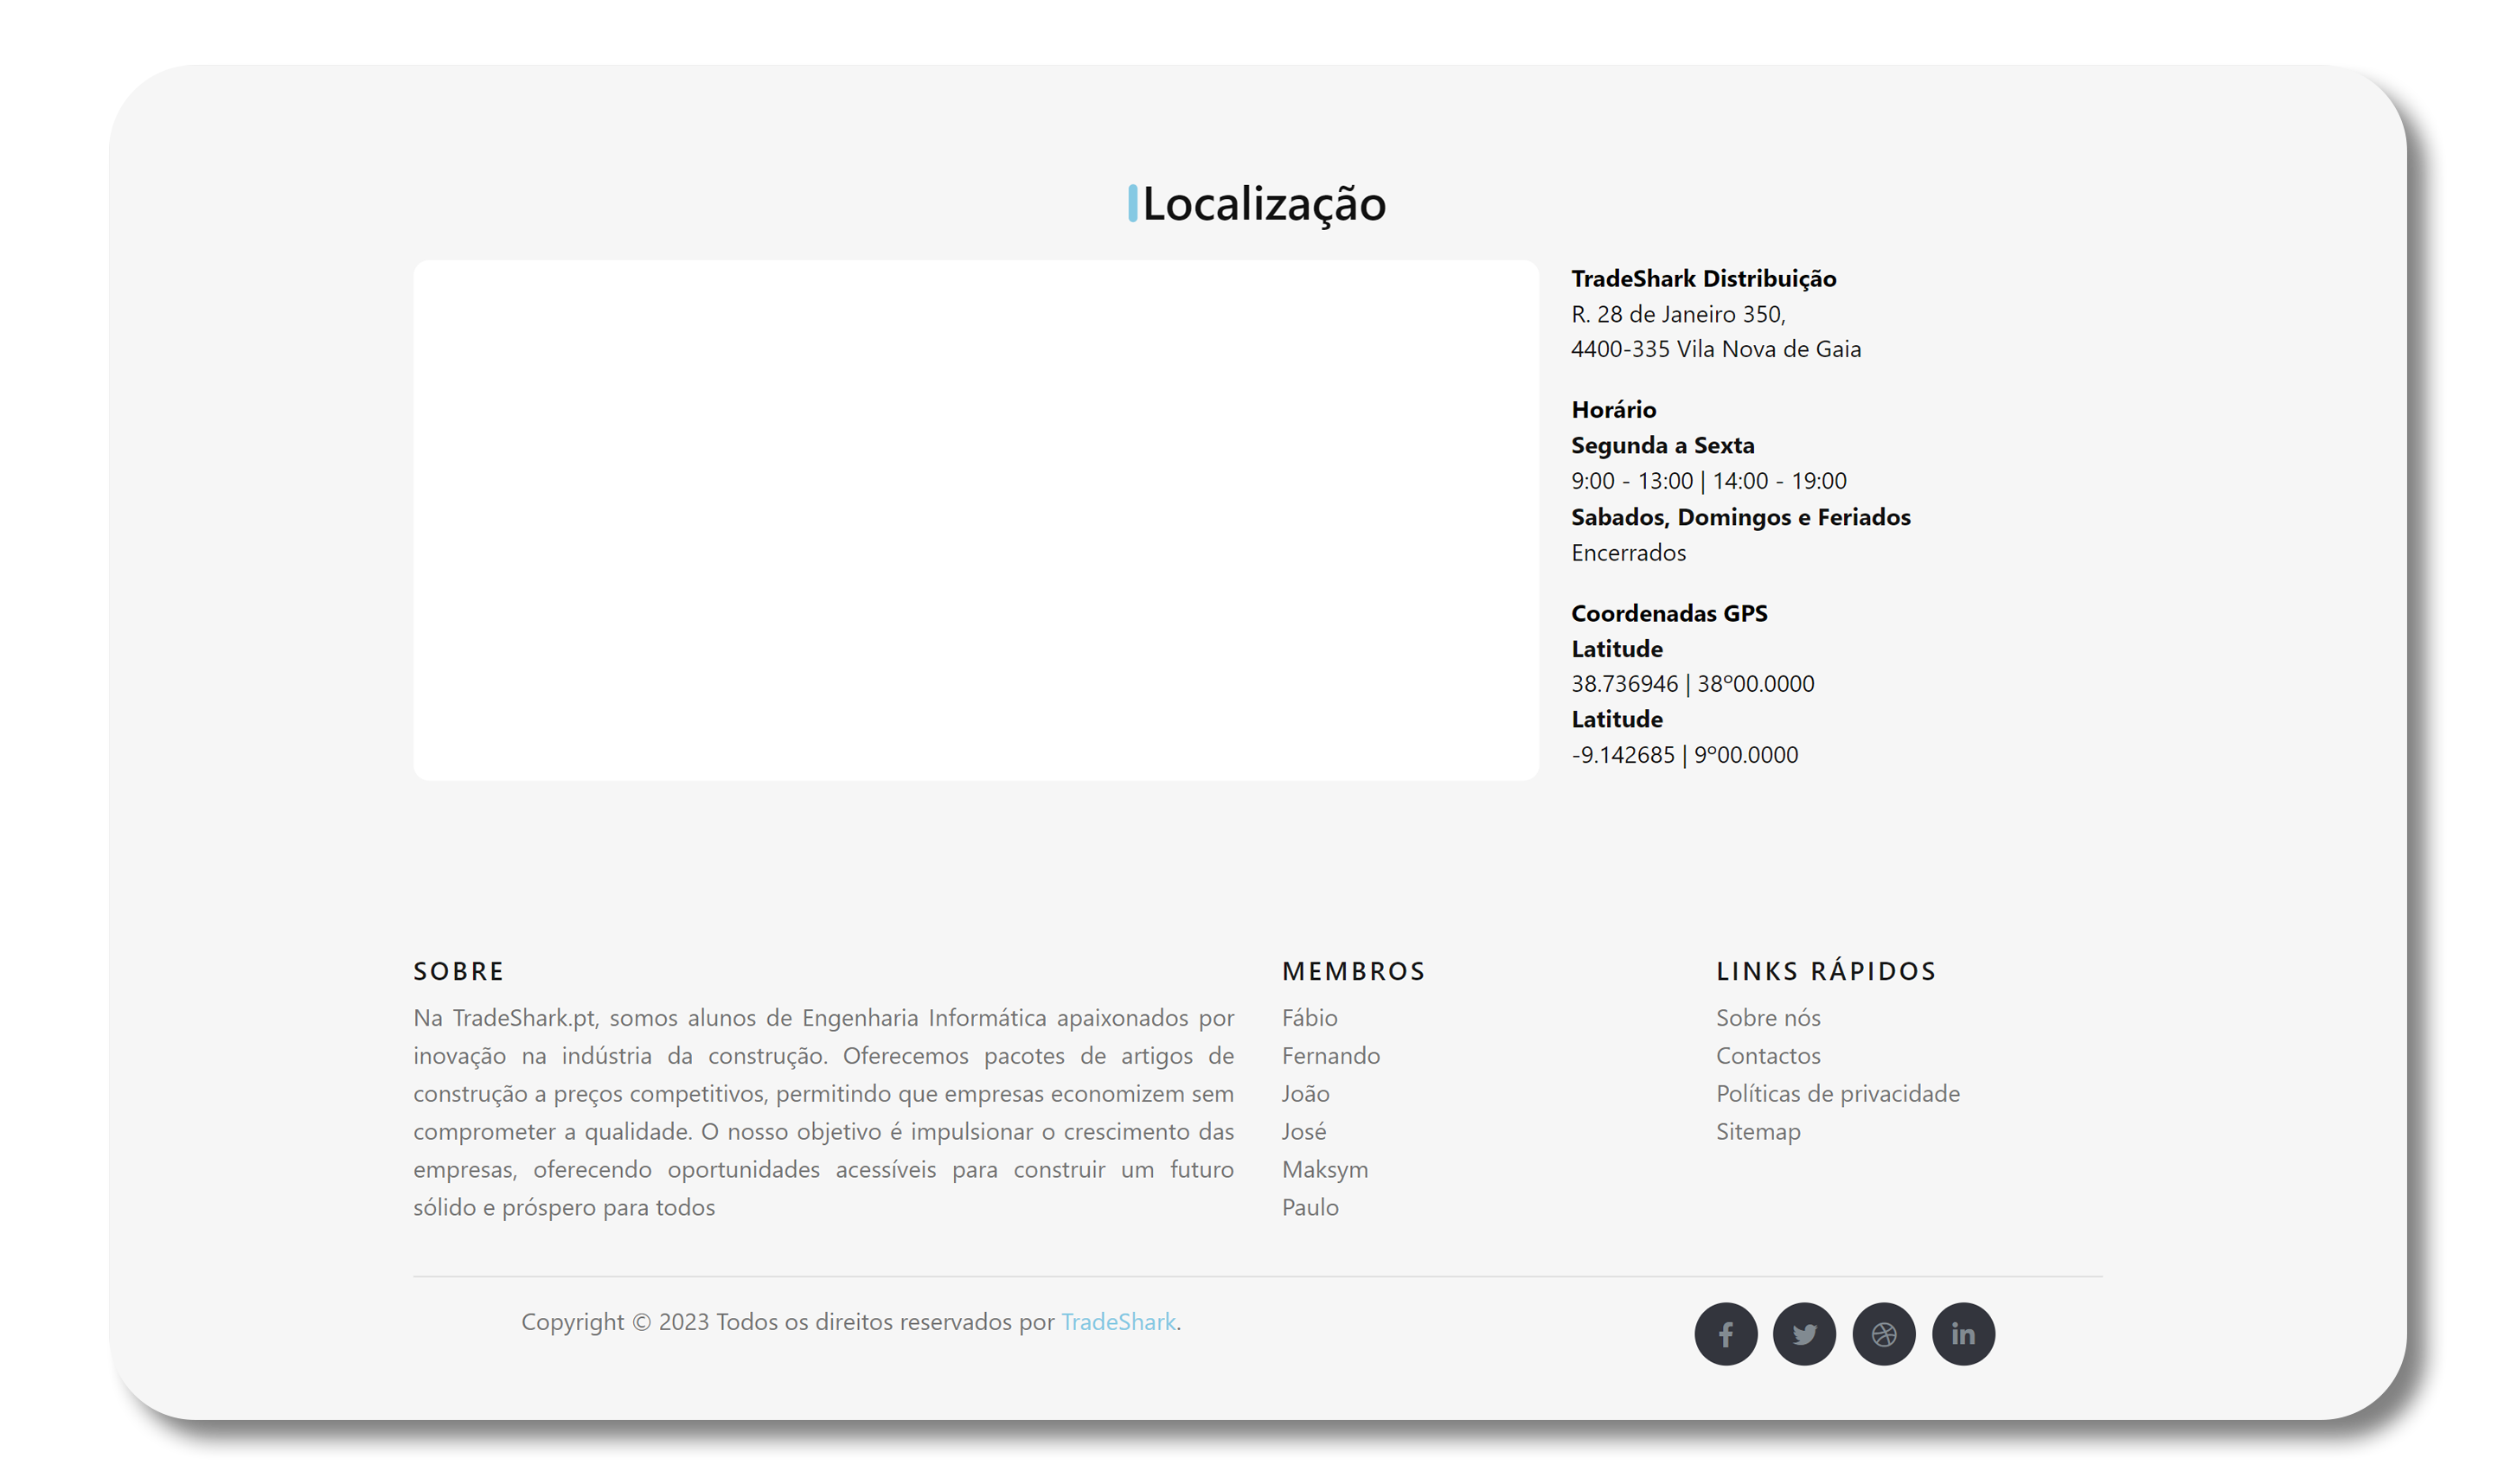 Localização
TradeShark Distribuição
R. 28 de Janeiro 350,
4400-335 Vila Nova de Gaia
Horário
Segunda a Sexta
9:00 - 13:00 | 14:00 - 19:00
Sabados, Domingos e Feriados
Encerrados
Coordenadas GPS
Latitude
38.736946 | 38º00.0000
Latitude
-9.142685 | 9º00.0000
SOBRE
Na TradeShark.pt, somos alunos de Engenharia Informática apaixonados por
inovação na indústria da construção. Oferecemos pacotes de artigos de
construção a preços competitivos, permitindo que empresas economizem sem
comprometer a qualidade. O nosso objetivo é impulsionar o crescimento das
empresas, oferecendo oportunidades acessíveis para construir um futuro
sólido e próspero para todos
MEMBROS
Fábio
Fernando
João
José
Maksym
Paulo
LINKS RÁPIDOS
Sobre nós
Contactos
Políticas de privacidade
Sitemap
Copyright © 2023 Todos os direitos reservados por TradeShark.